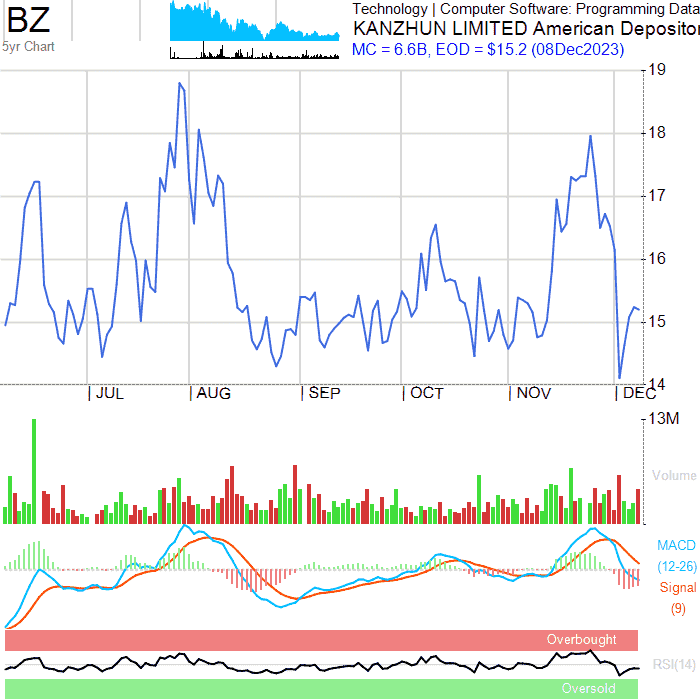 BZ
5yr Chart
Technology | Computer Software: Programming Data
KANZHUN LIMITED American Deposito
MC = 6.6B, EOD = $15.2 (08Dec2023)
19
18
17
16
15
14
JUL AUG SEP OCT NOV DEC
13M
Volume
MACD
(12-26)
Signal
(9)
Overbought
RSI(14)
Oversold